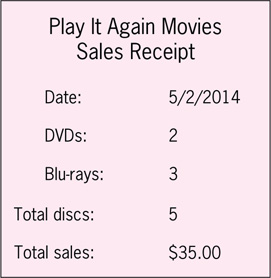 Play It Again Movies
Sales Receipt
Date: 5/2/2014
DVDs: 2
Blu-rays: 3
Total discs: 5
Total sales: $35.00